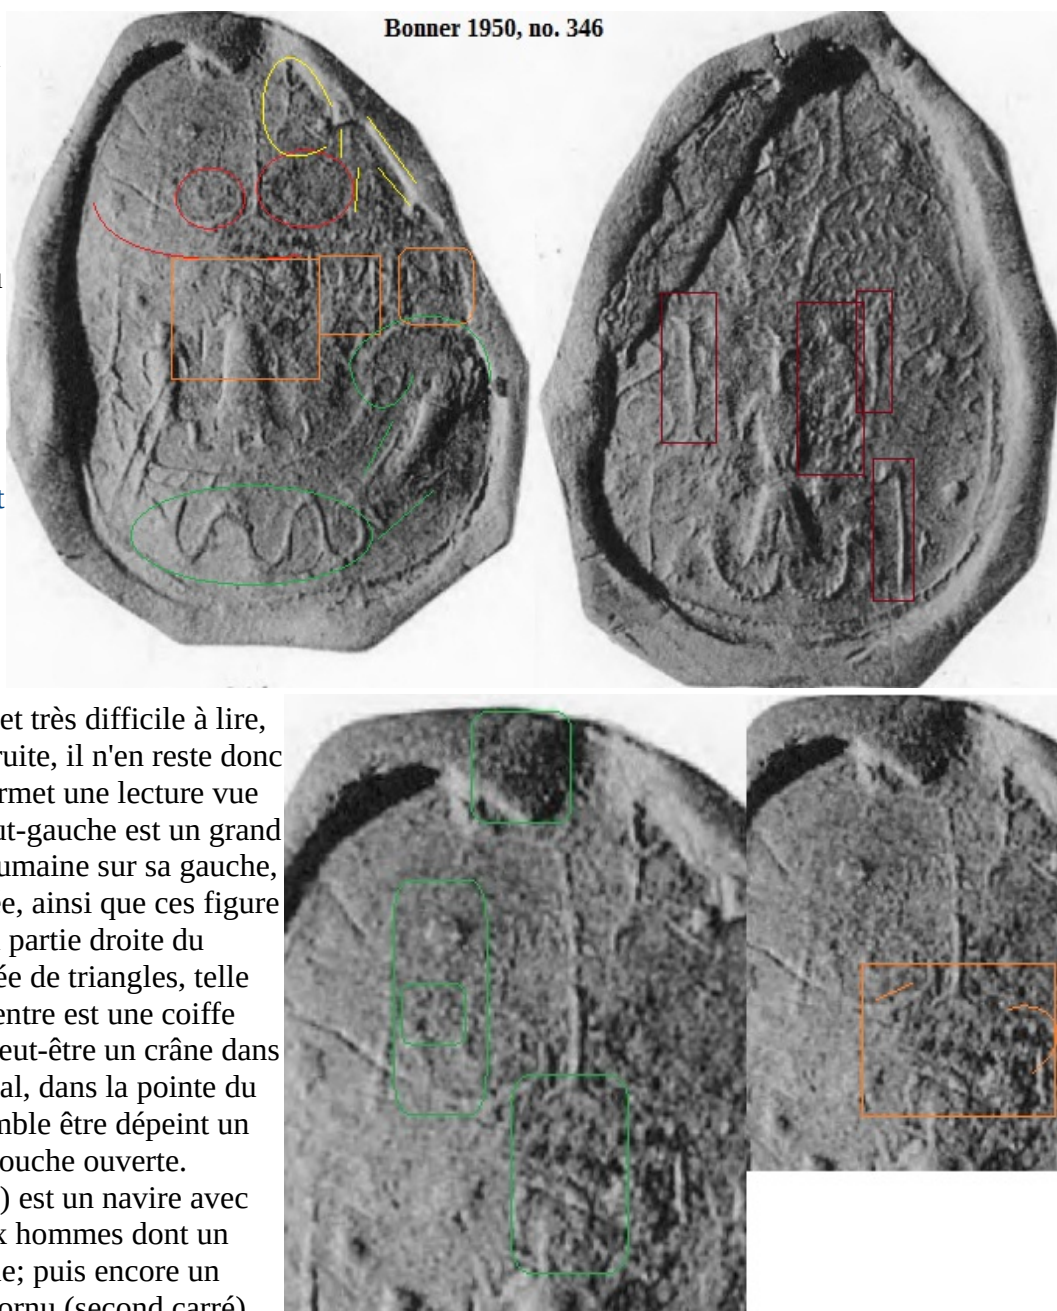 Bonner 1950, no. 346
et très difficile à lire,
ruite, il n'en reste donc
rmet une lecture vue
ut-gauche est un grand
umaine sur sa gauche,
e, ainsi que ces figure
partie droite du
ée de triangles, telle
entre est une coiffe
eut-être un crâne dans
al, dans la pointe du
mble être dépeint un
ouche ouverte.
) est un navire avec
x hommes dont un
e; puis encore un
ornu (second carré)